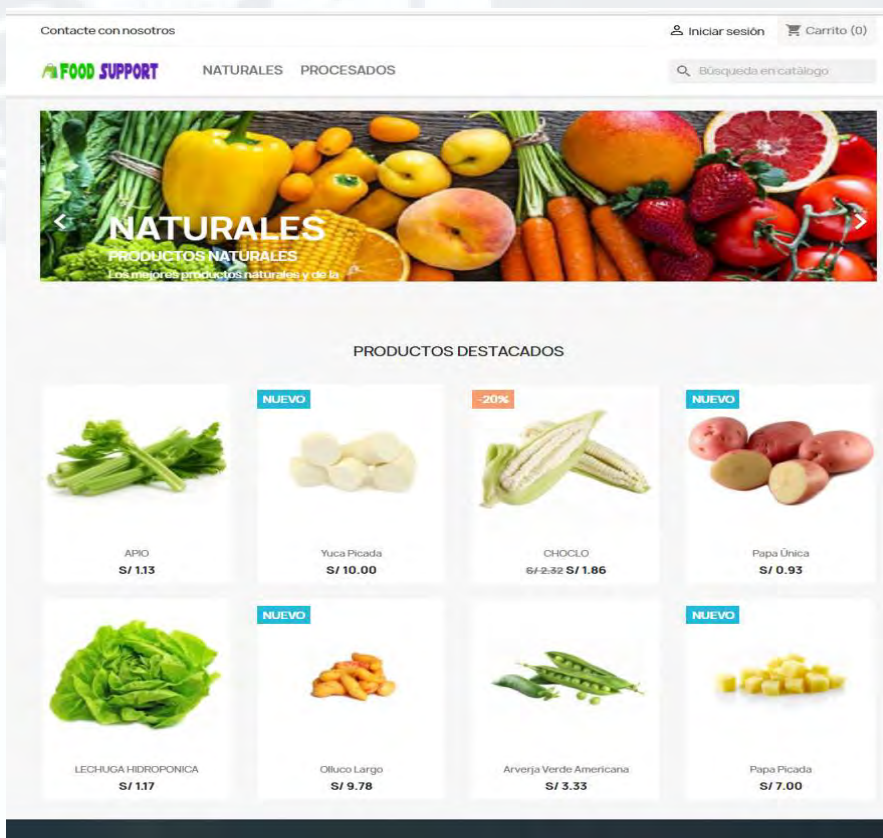 Contacte con nosotros
Iniciar sesión
Carrito (0)
FOOD SUPPORT
NATURALES PROCESADOS
Búsqueda en catálogo
NATURALES
PRODUCTOS NATURALES
Los mejores productos naturales y de la
PRODUCTOS DESTACADOS
NUEVO
-20%
NUEVO
APIO
S/ 1.13
Yuca Picada
S/ 10.00
CHOCLO
S/ 2.32 S/ 1.86
Papa Única
S/ 0.93
NUEVO
NUEVO
LECHUGA HIDROPONICA
S/ 1.17
Olluco Largo
S/ 9.78
Arverja Verde Americana
S/ 3.33
Papa Picada
S/ 7.00